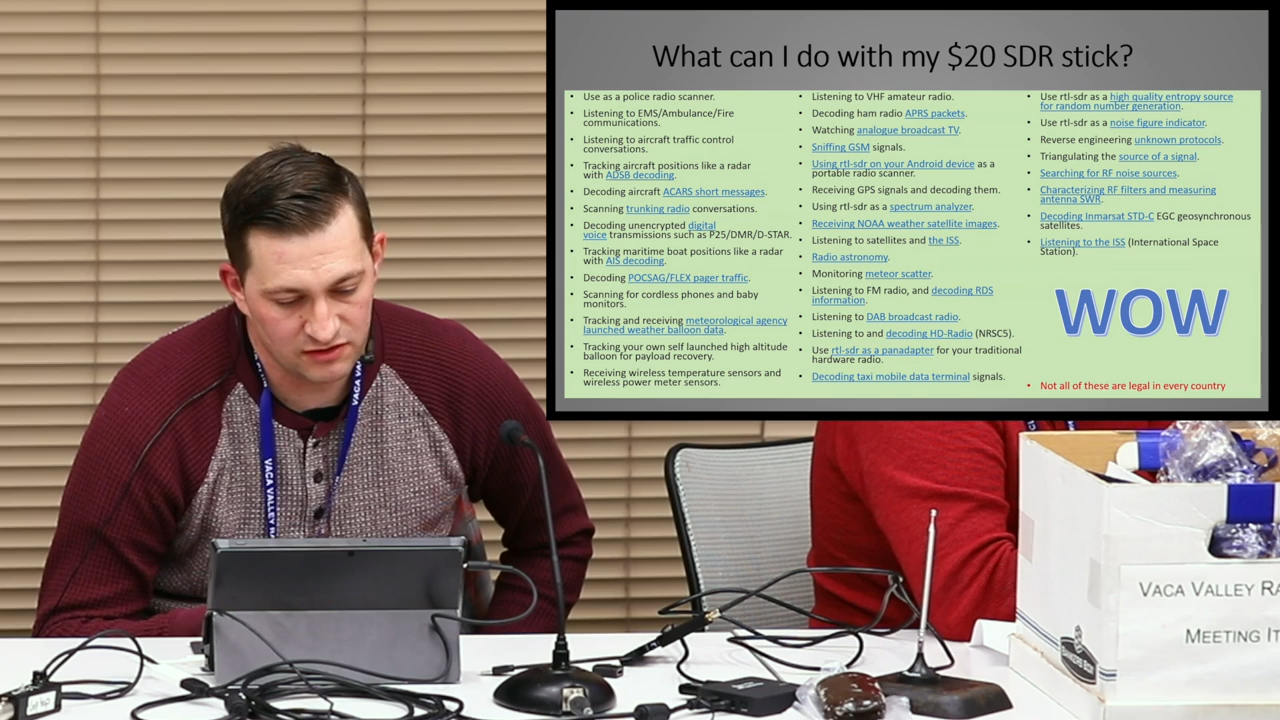 What can I do with my $20 SDR stick?
• Use as a police radio scanner.
• Listening to EMS/Ambulance/Fire
communications.
• Listening to aircraft traffic control
conversations.
• Tracking aircraft positions like a radar
with ADSB decoding.
• Decoding aircraft ACARS short messages.
• Scanning trunking radio conversations.
• Decoding unencrypted digital
voice transmissions such as P25/DMR/D-STAR.
• Tracking maritime boat positions like a radar
with AIS decoding.
• Decoding POCSAG/FLEX pager traffic.
• Scanning for cordless phones and baby
monitors.
• Tracking and receiving meteorological agency
launched weather balloon data.
• Tracking your own self launched high altitude
balloon for payload recovery.
• Receiving wireless temperature sensors and
wireless power meter sensors.
• Listening to VHF amateur radio.
• Decoding ham radio APRS packets.
• Watching analogue broadcast TV.
• Sniffing GSM signals.
• Using rtl-sdr on your Android device as a
portable radio scanner.
• Receiving GPS signals and decoding them.
• Using rtl-sdr as a spectrum analyzer.
• Receiving NOAA weather satellite images.
• Listening to satellites and the ISS.
• Radio astronomy.
• Monitoring meteor scatter.
• Listening to FM radio, and decoding RDS
information.
• Listening to DAB broadcast radio.
• Listening to and decoding HD-Radio (NRSC5).
• Use rtl-sdr as a panadapter for your traditional
hardware radio.
• Decoding taxi mobile data terminal signals.
• Use rtl-sdr as a high quality entropy source
for random number generation.
• Use rtl-sdr as a noise figure indicator.
• Reverse engineering unknown protocols.
• Triangulating the source of a signal.
• Searching for RF noise sources.
• Characterizing RF filters and measuring
antenna SWR.
• Decoding Inmarsat STD-C EGC geosynchronous
satellites.
• Listening to the ISS (International Space
Station).
WOW
• Not all of these are legal in every country
VACA VALLEY RA
VACA VA
VACA VALLEY RA
MEETING IT